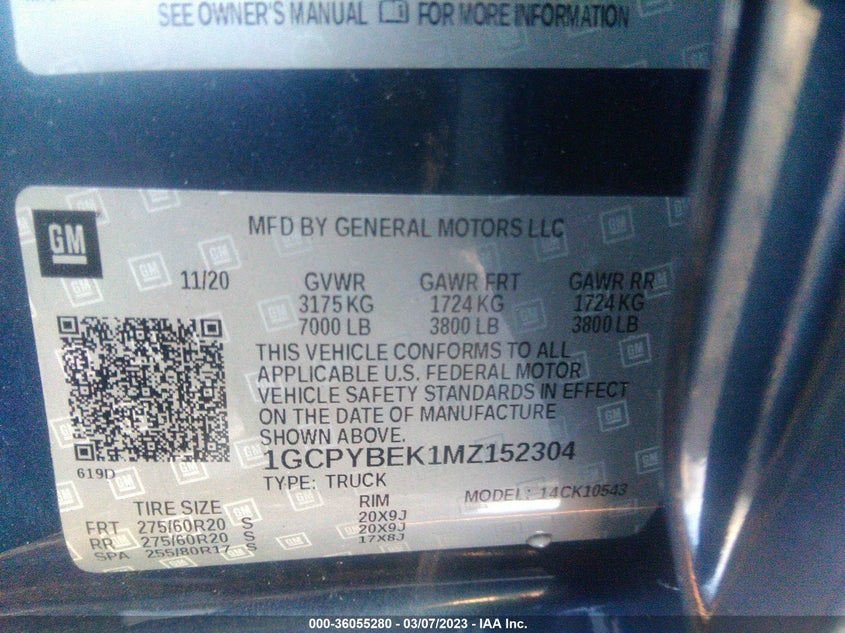 SEE OWNER'S MANUAL FOR MORE INFORMATION
GM
MFD BY GENERAL MOTORS LLC
11/20 GVWR GAWR FRT GAWR RR
3175 KG 1724 KG 1724 KG
7000 LB 3800 LB 3800 LB
THIS VEHICLE CONFORMS TO ALL
APPLICABLE U.S. FEDERAL MOTOR
VEHICLE SAFETY STANDARDS IN EFFECT
ON THE DATE OF MANUFACTURE
SHOWN ABOVE.
1GCPYBEK1MZ152304
619D
TYPE: TRUCK
MODEL: 14CK10543
TIRE SIZE RIM
FRT 275/60R20 S 20X9J
RR 275/60R20 S 20X9J
SPA 255/80R17 S 17X8J
000-36055280 - 03/07/2023 - IAA Inc.